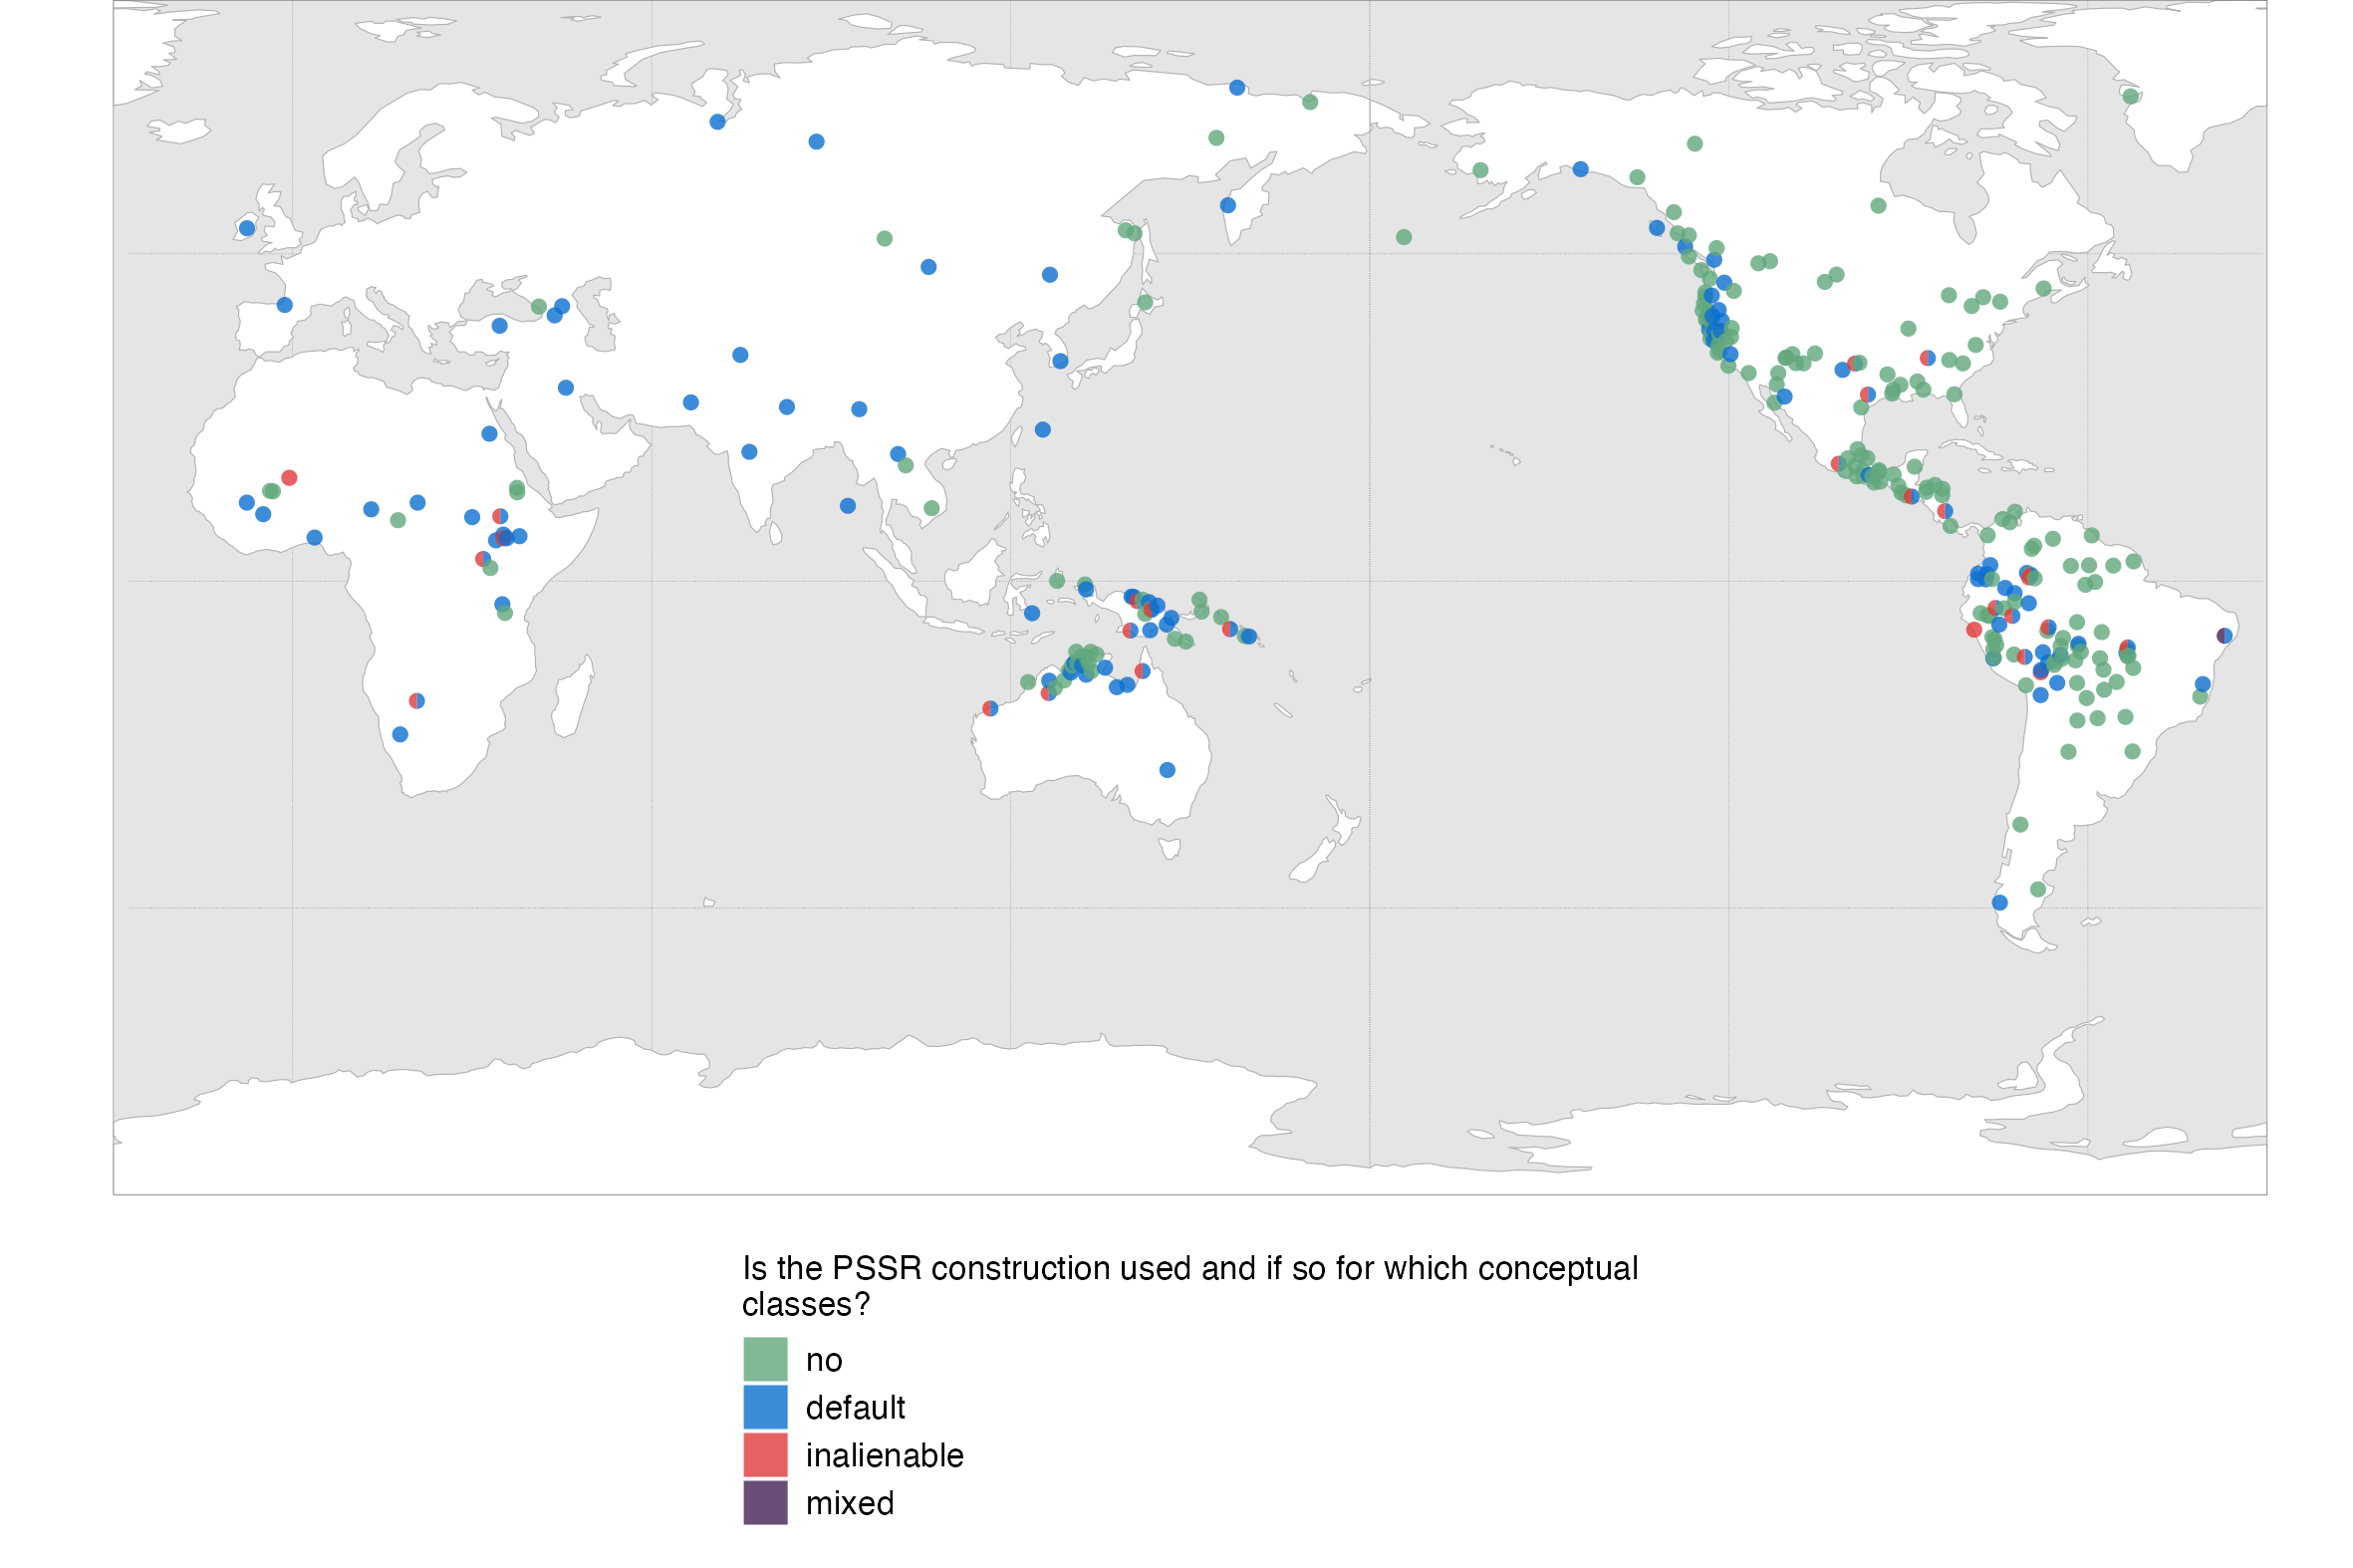 Is the PSSR construction used and if so for which conceptual
classes?
no
default
inalienable
mixed